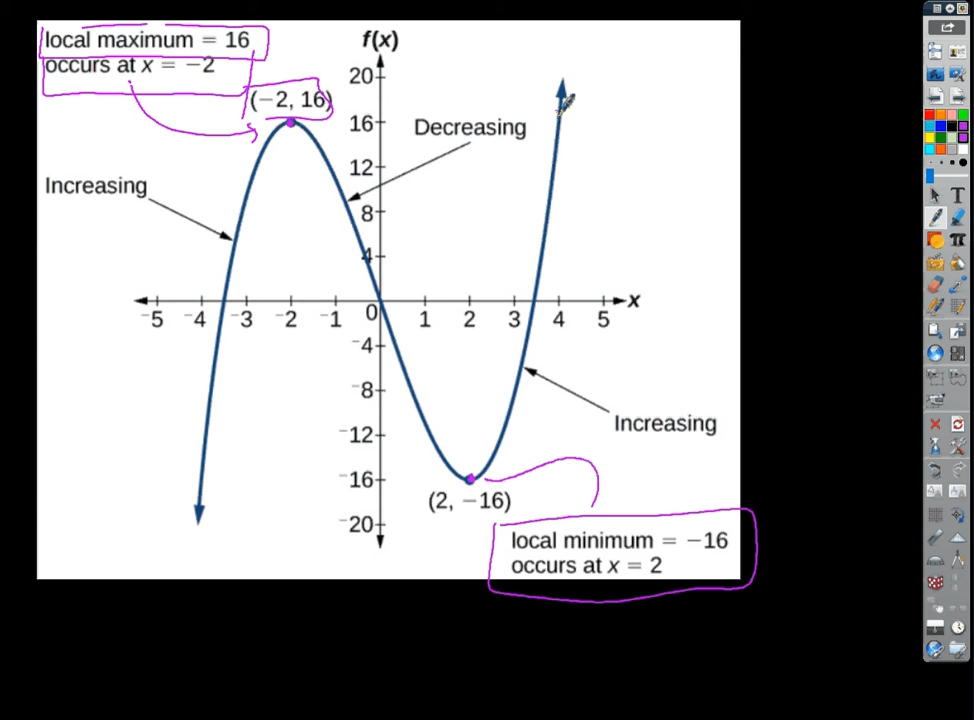 local maximum = 16
occurs at x = −2
f(x)
(−2, 16)
20
16
12
8
4
Decreasing
Increasing
x
−5 −4 −3 −2 −1 0 1 2 3 4 5
−4
−8
−12
−16
−20
Increasing
(2, −16)
local minimum = −16
occurs at x = 2
T
π